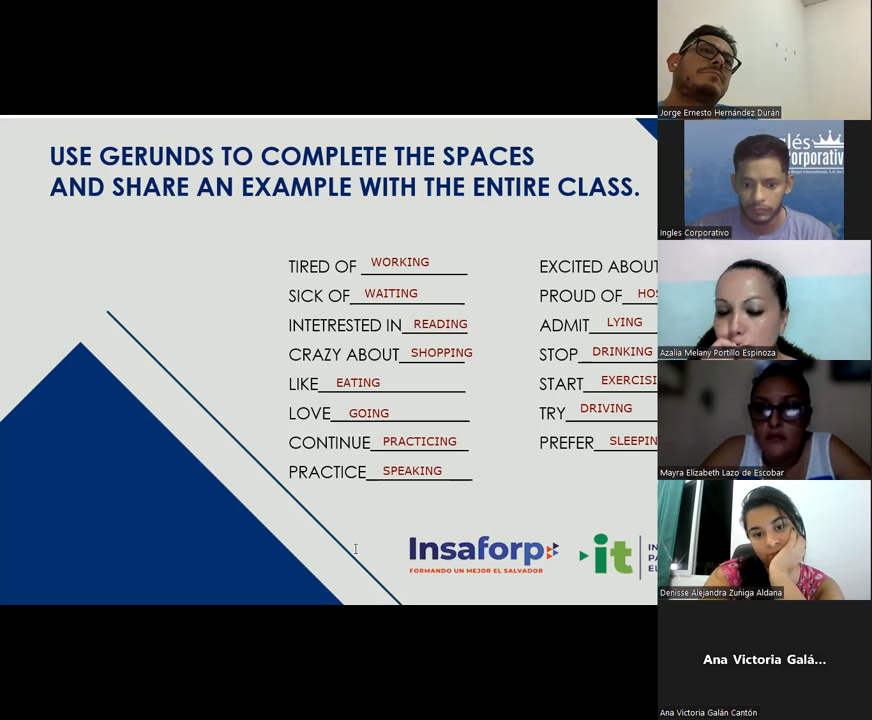 USE GERUNDS TO COMPLETE THE SPACES
AND SHARE AN EXAMPLE WITH THE ENTIRE CLASS.
TIRED OF WORKING
SICK OF WAITING
INTETRESTED IN READING
CRAZY ABOUT SHOPPING
LIKE EATING
LOVE GOING
CONTINUE PRACTICING
PRACTICE SPEAKING
EXCITED ABOUT
PROUD OF
ADMIT LYING
STOP DRINKING
START
TRY DRIVING
PREFER
Insaforp
FORMANDO UN MEJOR EL SALVADOR
it
Jorge Ernesto Hernández Durán
Ingles Corporativo
Azalia Melany Portillo Espinoza
Mayra Elizabeth Lazo de Escobar
Denisse Alejandra Zuniga Aldana
Ana Victoria Galá...
Ana Victoria Galán Cantón